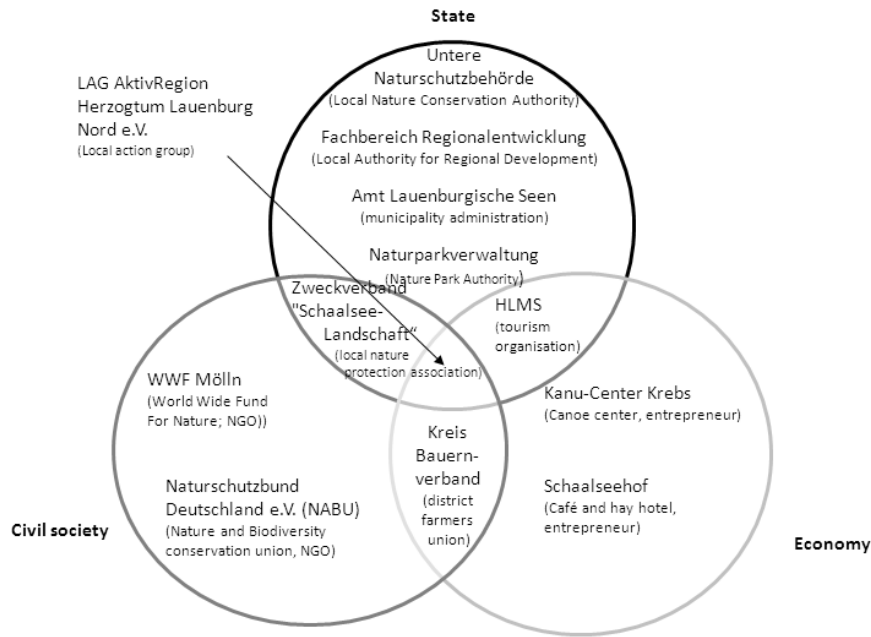 State
Untere
Naturschutzbehörde
(Local Nature Conservation Authority)
LAG AktivRegion
Herzogtum Lauenburg
Nord e.V.
(Local action group)
Fachbereich Regionalentwicklung
(Local Authority for Regional Development)
Amt Lauenburgische Seen
(municipality administration)
Naturparkverwaltung
(Nature Park Authority)
Zweckverband
"Schaalsee-
Landschaft“
(local nature
protection association)
HLMS
(tourism
organisation)
WWF Mölln
(World Wide Fund
For Nature; NGO))
Kanu-Center Krebs
(Canoe center, entrepreneur)
Kreis
Bauern-
verband
(district
farmers
union)
Naturschutzbund
Deutschland e.V. (NABU)
(Nature and Biodiversity
conservation union, NGO)
Schaalseehof
(Café and hay hotel,
entrepreneur)
Civil society
Economy